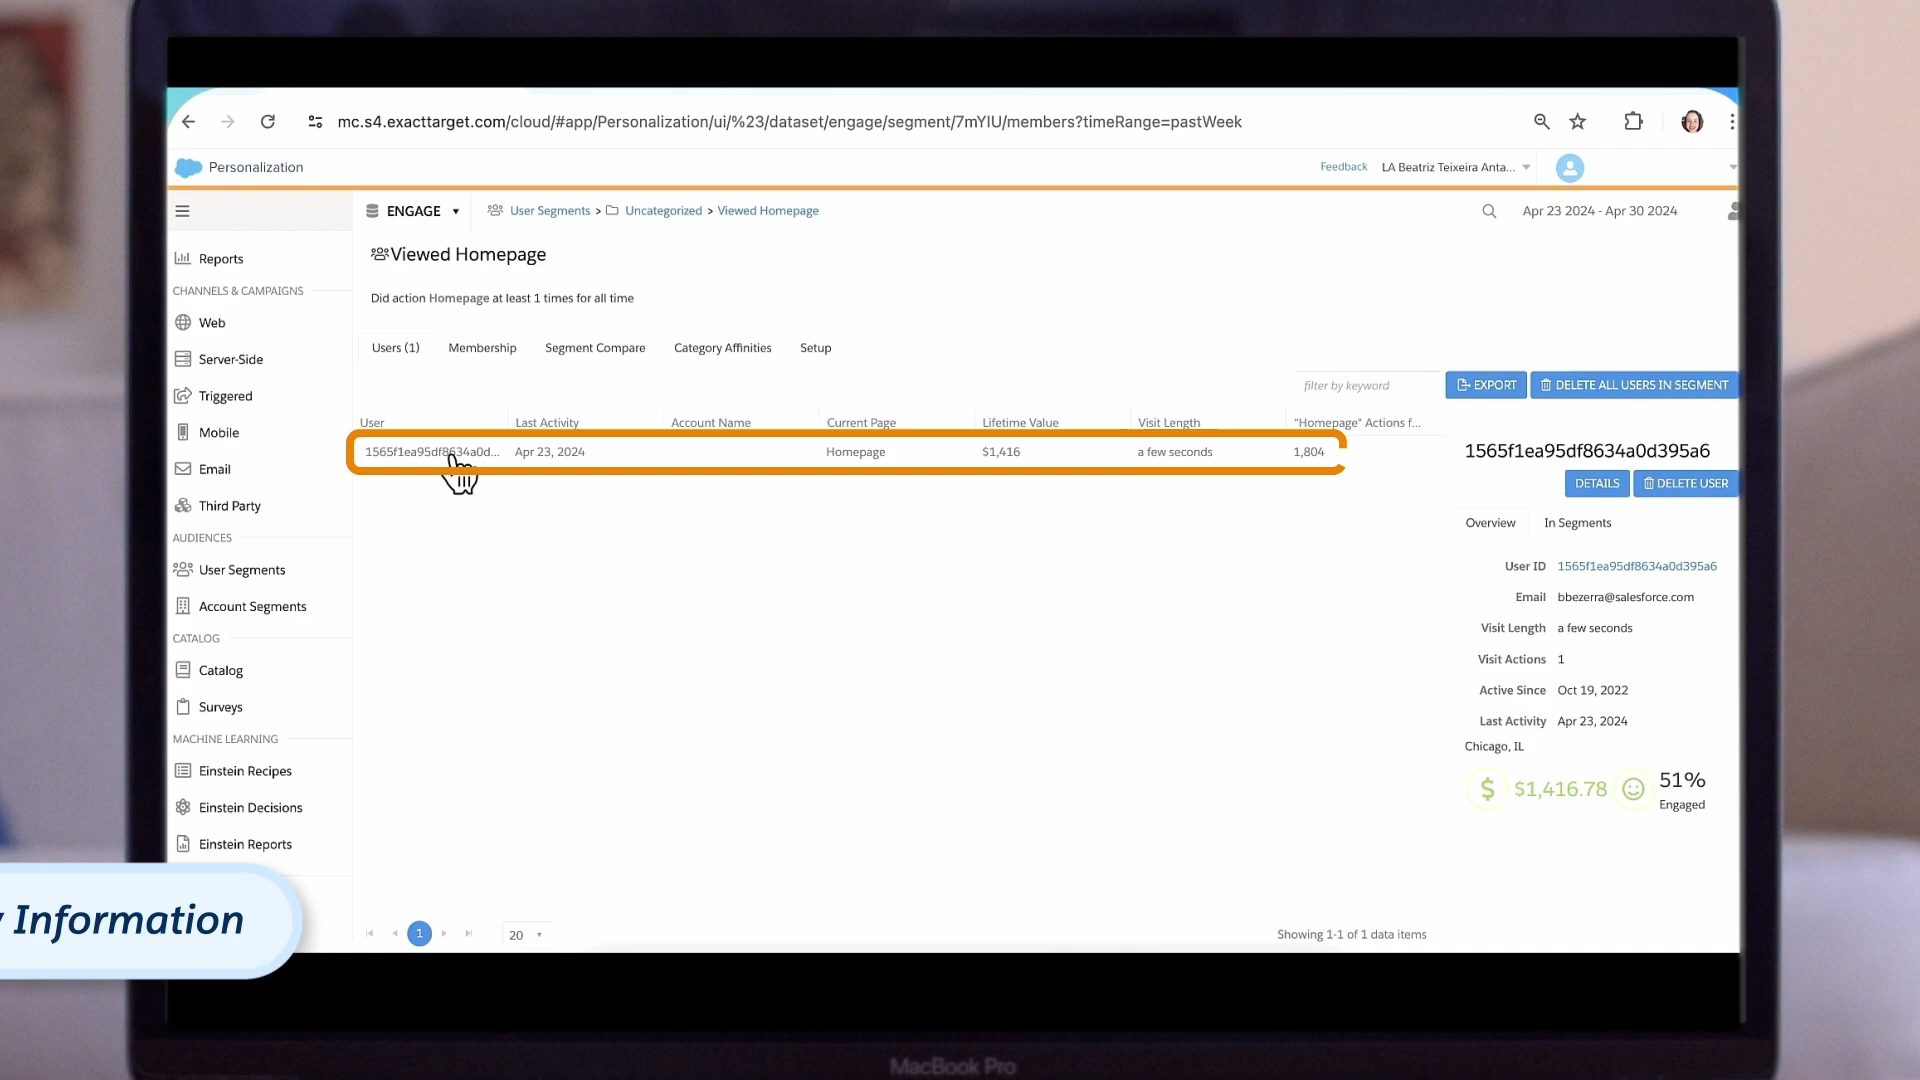 mc.s4.exacttarget.com/cloud/#app/Personalization/ui/%23/dataset/engage/segment/7mYlU/members?timeRange=pastWeek
Personalization
Feedback
LA Beatriz Teixeira Anta...
ENGAGE
User Segments > Uncategorized > Viewed Homepage
Apr 23 2024 - Apr 30 2024
Viewed Homepage
Did action Homepage at least 1 times for all time
Users (1)
Membership
Segment Compare
Category Affinities
Setup
Reports
CHANNELS & CAMPAIGNS
Web
Server-Side
Triggered
Mobile
Email
Third Party
AUDIENCES
User Segments
Account Segments
CATALOG
Catalog
Surveys
MACHINE LEARNING
Einstein Recipes
Einstein Decisions
Einstein Reports
filter by keyword
EXPORT
DELETE ALL USERS IN SEGMENT
User
Last Activity
Account Name
Current Page
Lifetime Value
Visit Length
"Homepage" Actions f...
1565f1ea95df8634a0d...
Apr 23, 2024
Homepage
$1,416
a few seconds
1,804
1565f1ea95df8634a0d395a6
DETAILS
DELETE USER
Overview
In Segments
User ID 1565f1ea95df8634a0d395a6
Email bbezerra@salesforce.com
Visit Length a few seconds
Visit Actions 1
Active Since Oct 19, 2022
Last Activity Apr 23, 2024
Chicago, IL
$ $1,416.78
51%
Engaged
Information
1
20
Showing 1-1 of 1 data items
MacBook Pro